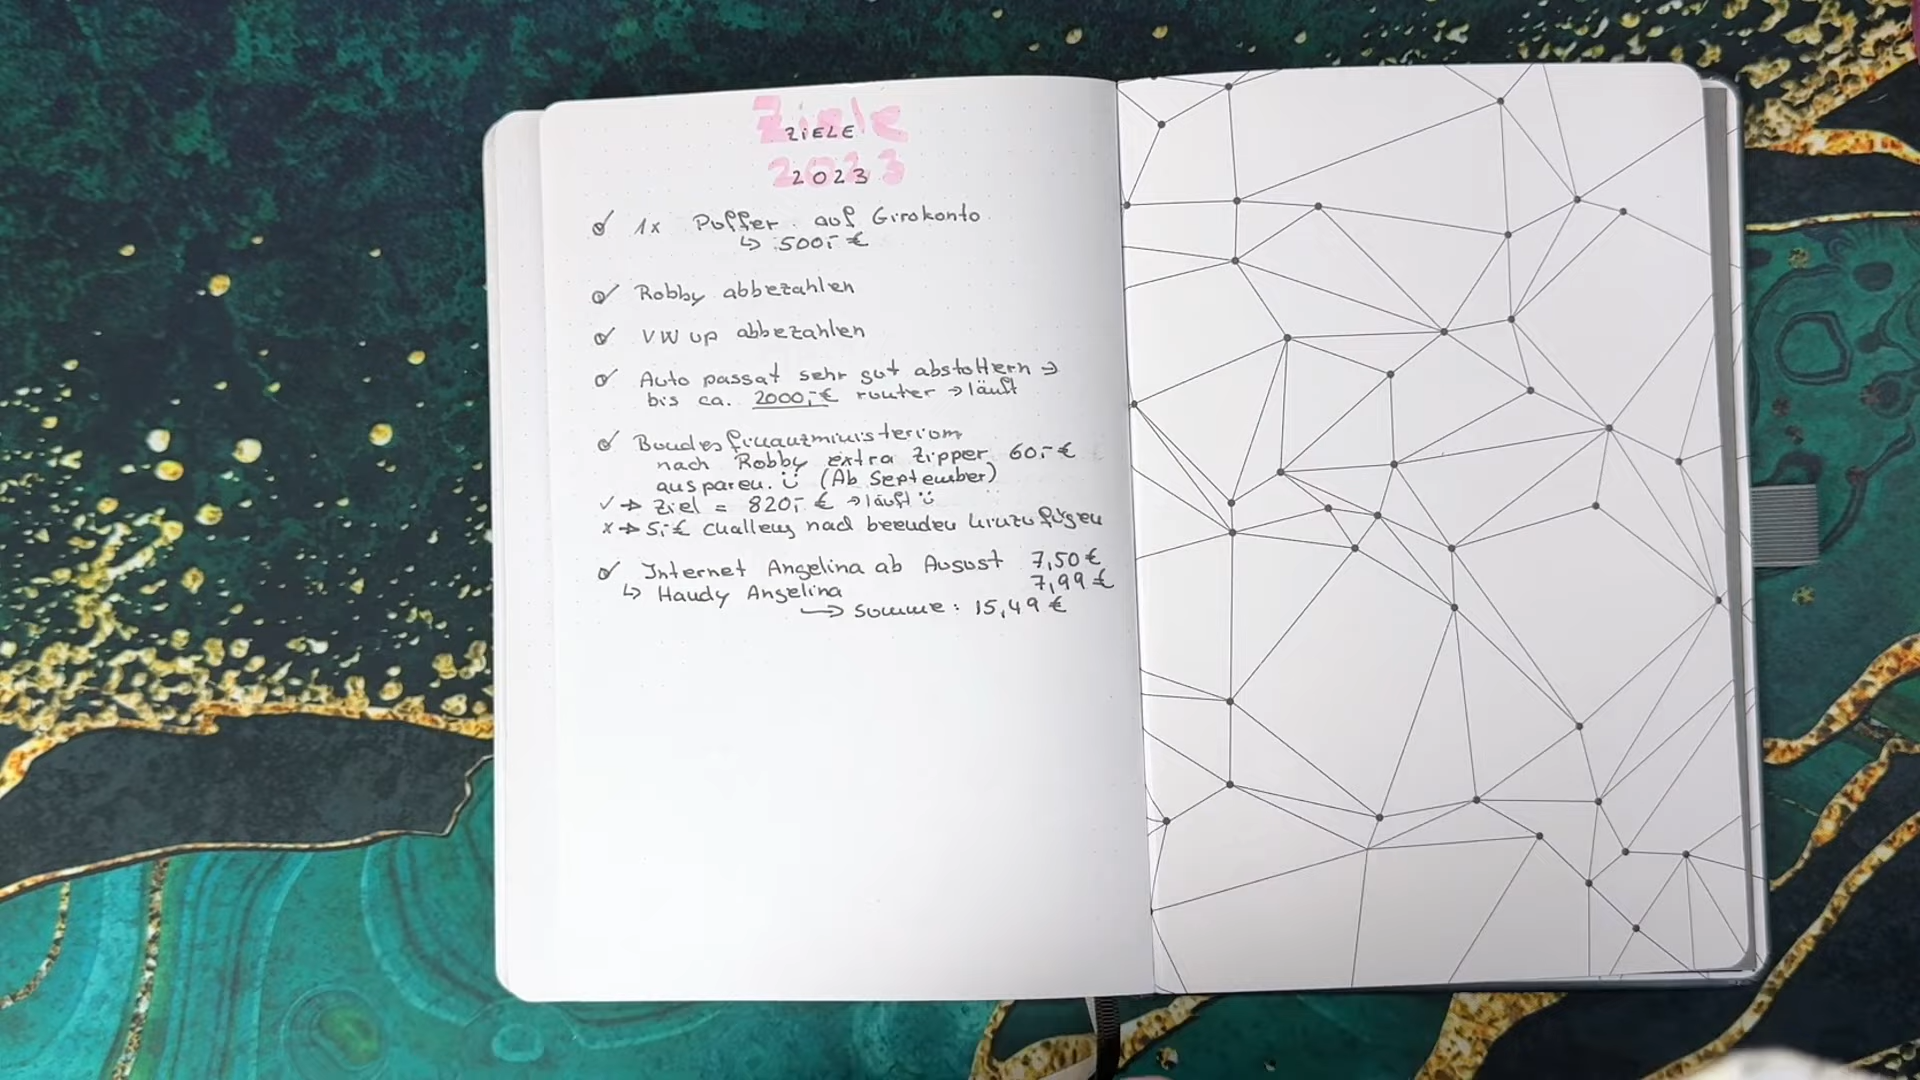 Ziele
ZiELE
2023
2023
✓ 1x Puffer auf Girokonto
↳ 500,- €
✓ Robby abbezahlen
✓ VW up abbezahlen
✓ Auto passat sehr gut abstottern →
bis ca. 2000,- € runter → läuft
✓ Bundesfinanzministerium
nach Robby extra Zipper 60,- €
ansparen. Ü (Ab September)
✓ → Ziel = 820,- € → läuft Ü
x → 5,- € Challeng nach beenden hinzufügen
✓ Internet Angelina ab August 7,50 €
↳ Handy Angelina 7,99 €
→ Summe: 15,49 €